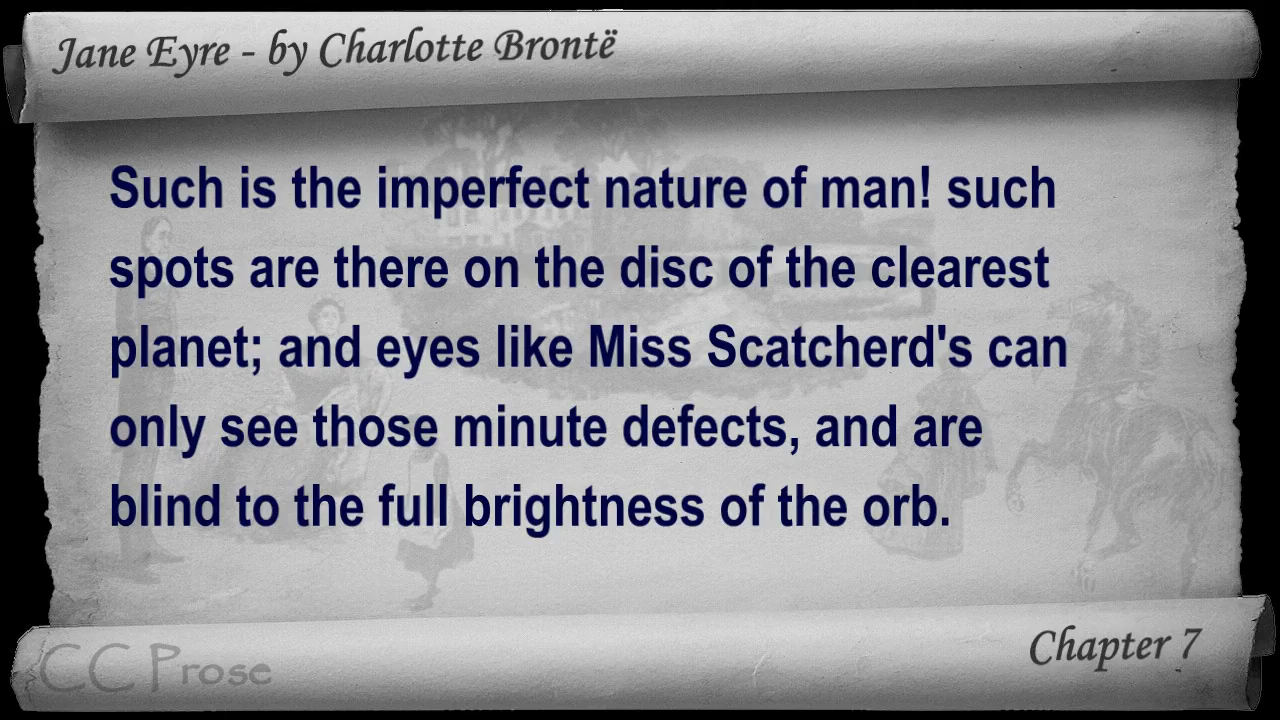 Jane Eyre - by Charlotte Brontë
Such is the imperfect nature of man! such
spots are there on the disc of the clearest
planet; and eyes like Miss Scatcherd's can
only see those minute defects, and are
blind to the full brightness of the orb.
Chapter 7
CC Prose